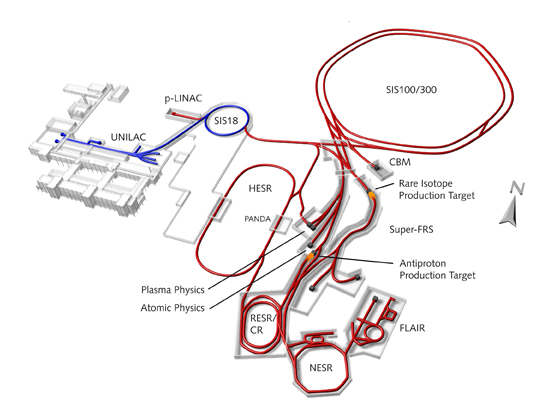 SIS100/300
p-LINAC
SIS18
UNILAC
CBM
HESR
Rare Isotope
Production Target
N
PANDA
Super-FRS
Plasma Physics
Antiproton
Production Target
Atomic Physics
RESR/
CR
FLAIR
NESR